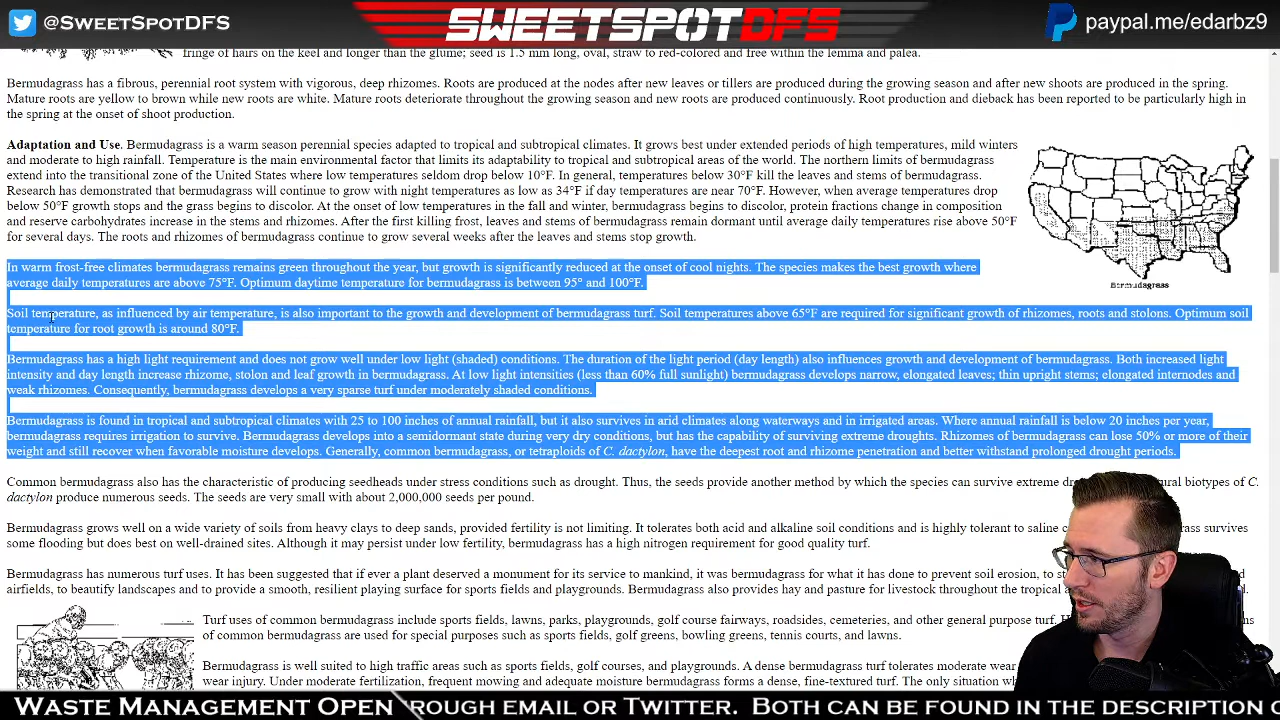 @SweetSpotDFS
SWEETSPOTDFS
paypal.me/edarbz9
fringe of hairs on the keel and longer than the glume; seed is 1.5 mm long, oval, straw to red-colored and free within the lemma and palea.
Bermudagrass has a fibrous, perennial root system with vigorous, deep rhizomes. Roots are produced at the nodes after new leaves or tillers are produced during the growing season and after new shoots are produced in the spring.
Mature roots are yellow to brown while new roots are white. Mature roots deteriorate throughout the growing season and new roots are produced continuously. Root production and dieback has been reported to be particularly high in
the spring at the onset of shoot production.
Adaptation and Use. Bermudagrass is a warm season perennial species adapted to tropical and subtropical climates. It grows best under extended periods of high temperatures, mild winters
and moderate to high rainfall. Temperature is the main environmental factor that limits its adaptability to tropical and subtropical areas of the world. The northern limits of bermudagrass
extend into the transitional zone of the United States where low temperatures seldom drop below 10°F. In general, temperatures below 30°F kill the leaves and stems of bermudagrass.
Research has demonstrated that bermudagrass will continue to grow with night temperatures as low as 34°F if day temperatures are near 70°F. However, when average temperatures drop
below 50°F growth stops and the grass begins to discolor. At the onset of low temperatures in the fall and winter, bermudagrass begins to discolor, protein fractions change in composition
and reserve carbohydrates increase in the stems and rhizomes. After the first killing frost, leaves and stems of bermudagrass remain dormant until average daily temperatures rise above 50°F
for several days. The roots and rhizomes of bermudagrass continue to grow several weeks after the leaves and stems stop growth.
Bermudagrass
In warm frost-free climates bermudagrass remains green throughout the year, but growth is significantly reduced at the onset of cool nights. The species makes the best growth where
average daily temperatures are above 75°F. Optimum daytime temperature for bermudagrass is between 95° and 100°F.
Soil temperature, as influenced by air temperature, is also important to the growth and development of bermudagrass turf. Soil temperatures above 65°F are required for significant growth of rhizomes, roots and stolons. Optimum soil
temperature for root growth is around 80°F.
Bermudagrass has a high light requirement and does not grow well under low light (shaded) conditions. The duration of the light period (day length) also influences growth and development of bermudagrass. Both increased light
intensity and day length increase rhizome, stolon and leaf growth in bermudagrass. At low light intensities (less than 60% full sunlight) bermudagrass develops narrow, elongated leaves; thin upright stems; elongated internodes and
weak rhizomes. Consequently, bermudagrass develops a very sparse turf under moderately shaded conditions.
Bermudagrass is found in tropical and subtropical climates with 25 to 100 inches of annual rainfall, but it also survives in arid climates along waterways and in irrigated areas. Where annual rainfall is below 20 inches per year,
bermudagrass requires irrigation to survive. Bermudagrass develops into a semidormant state during very dry conditions, but has the capability of surviving extreme droughts. Rhizomes of bermudagrass can lose 50% or more of their
weight and still recover when favorable moisture develops. Generally, common bermudagrass, or tetraploids of C. dactylon, have the deepest root and rhizome penetration and better withstand prolonged drought periods.
Common bermudagrass also has the characteristic of producing seedheads under stress conditions such as drought. Thus, the seeds provide another method by which the species can survive extreme biotypes of C.
dactylon produce numerous seeds. The seeds are very small with about 2,000,000 seeds per pound.
Bermudagrass grows well on a wide variety of soils from heavy clays to deep sands, provided fertility is not limiting. It tolerates both acid and alkaline soil conditions and is highly tolerant to saline survives
some flooding but does best on well-drained sites. Although it may persist under low fertility, bermudagrass has a high nitrogen requirement for good quality turf.
Bermudagrass has numerous turf uses. It has been suggested that if ever a plant deserved a monument for its service to mankind, it was bermudagrass for what it has done to prevent soil erosion, to
airfields, to beautify landscapes and to provide a smooth, resilient playing surface for sports fields and playgrounds. Bermudagrass also provides hay and pasture for livestock throughout the tropical
Turf uses of common bermudagrass include sports fields, lawns, parks, playgrounds, golf course fairways, roadsides, cemeteries, and other general purpose turf.
of common bermudagrass are used for special purposes such as sports fields, golf greens, bowling greens, tennis corts, and lawns.
Bermudagrass is well suited to high traffic areas such as sports fields, golf courses, and playgrounds. A dense bermudagrass turf tolerates moderate wear
wear injury. Under moderate fertilization, frequent mowing and adequate moisture bermudagrass forms a dense, fine-textured turf. The only situation
WASTE MANAGEMENT OPEN ROUGH EMAIL OR TWITTER. BOTH CAN BE FOUND IN THE DESCRIPTION